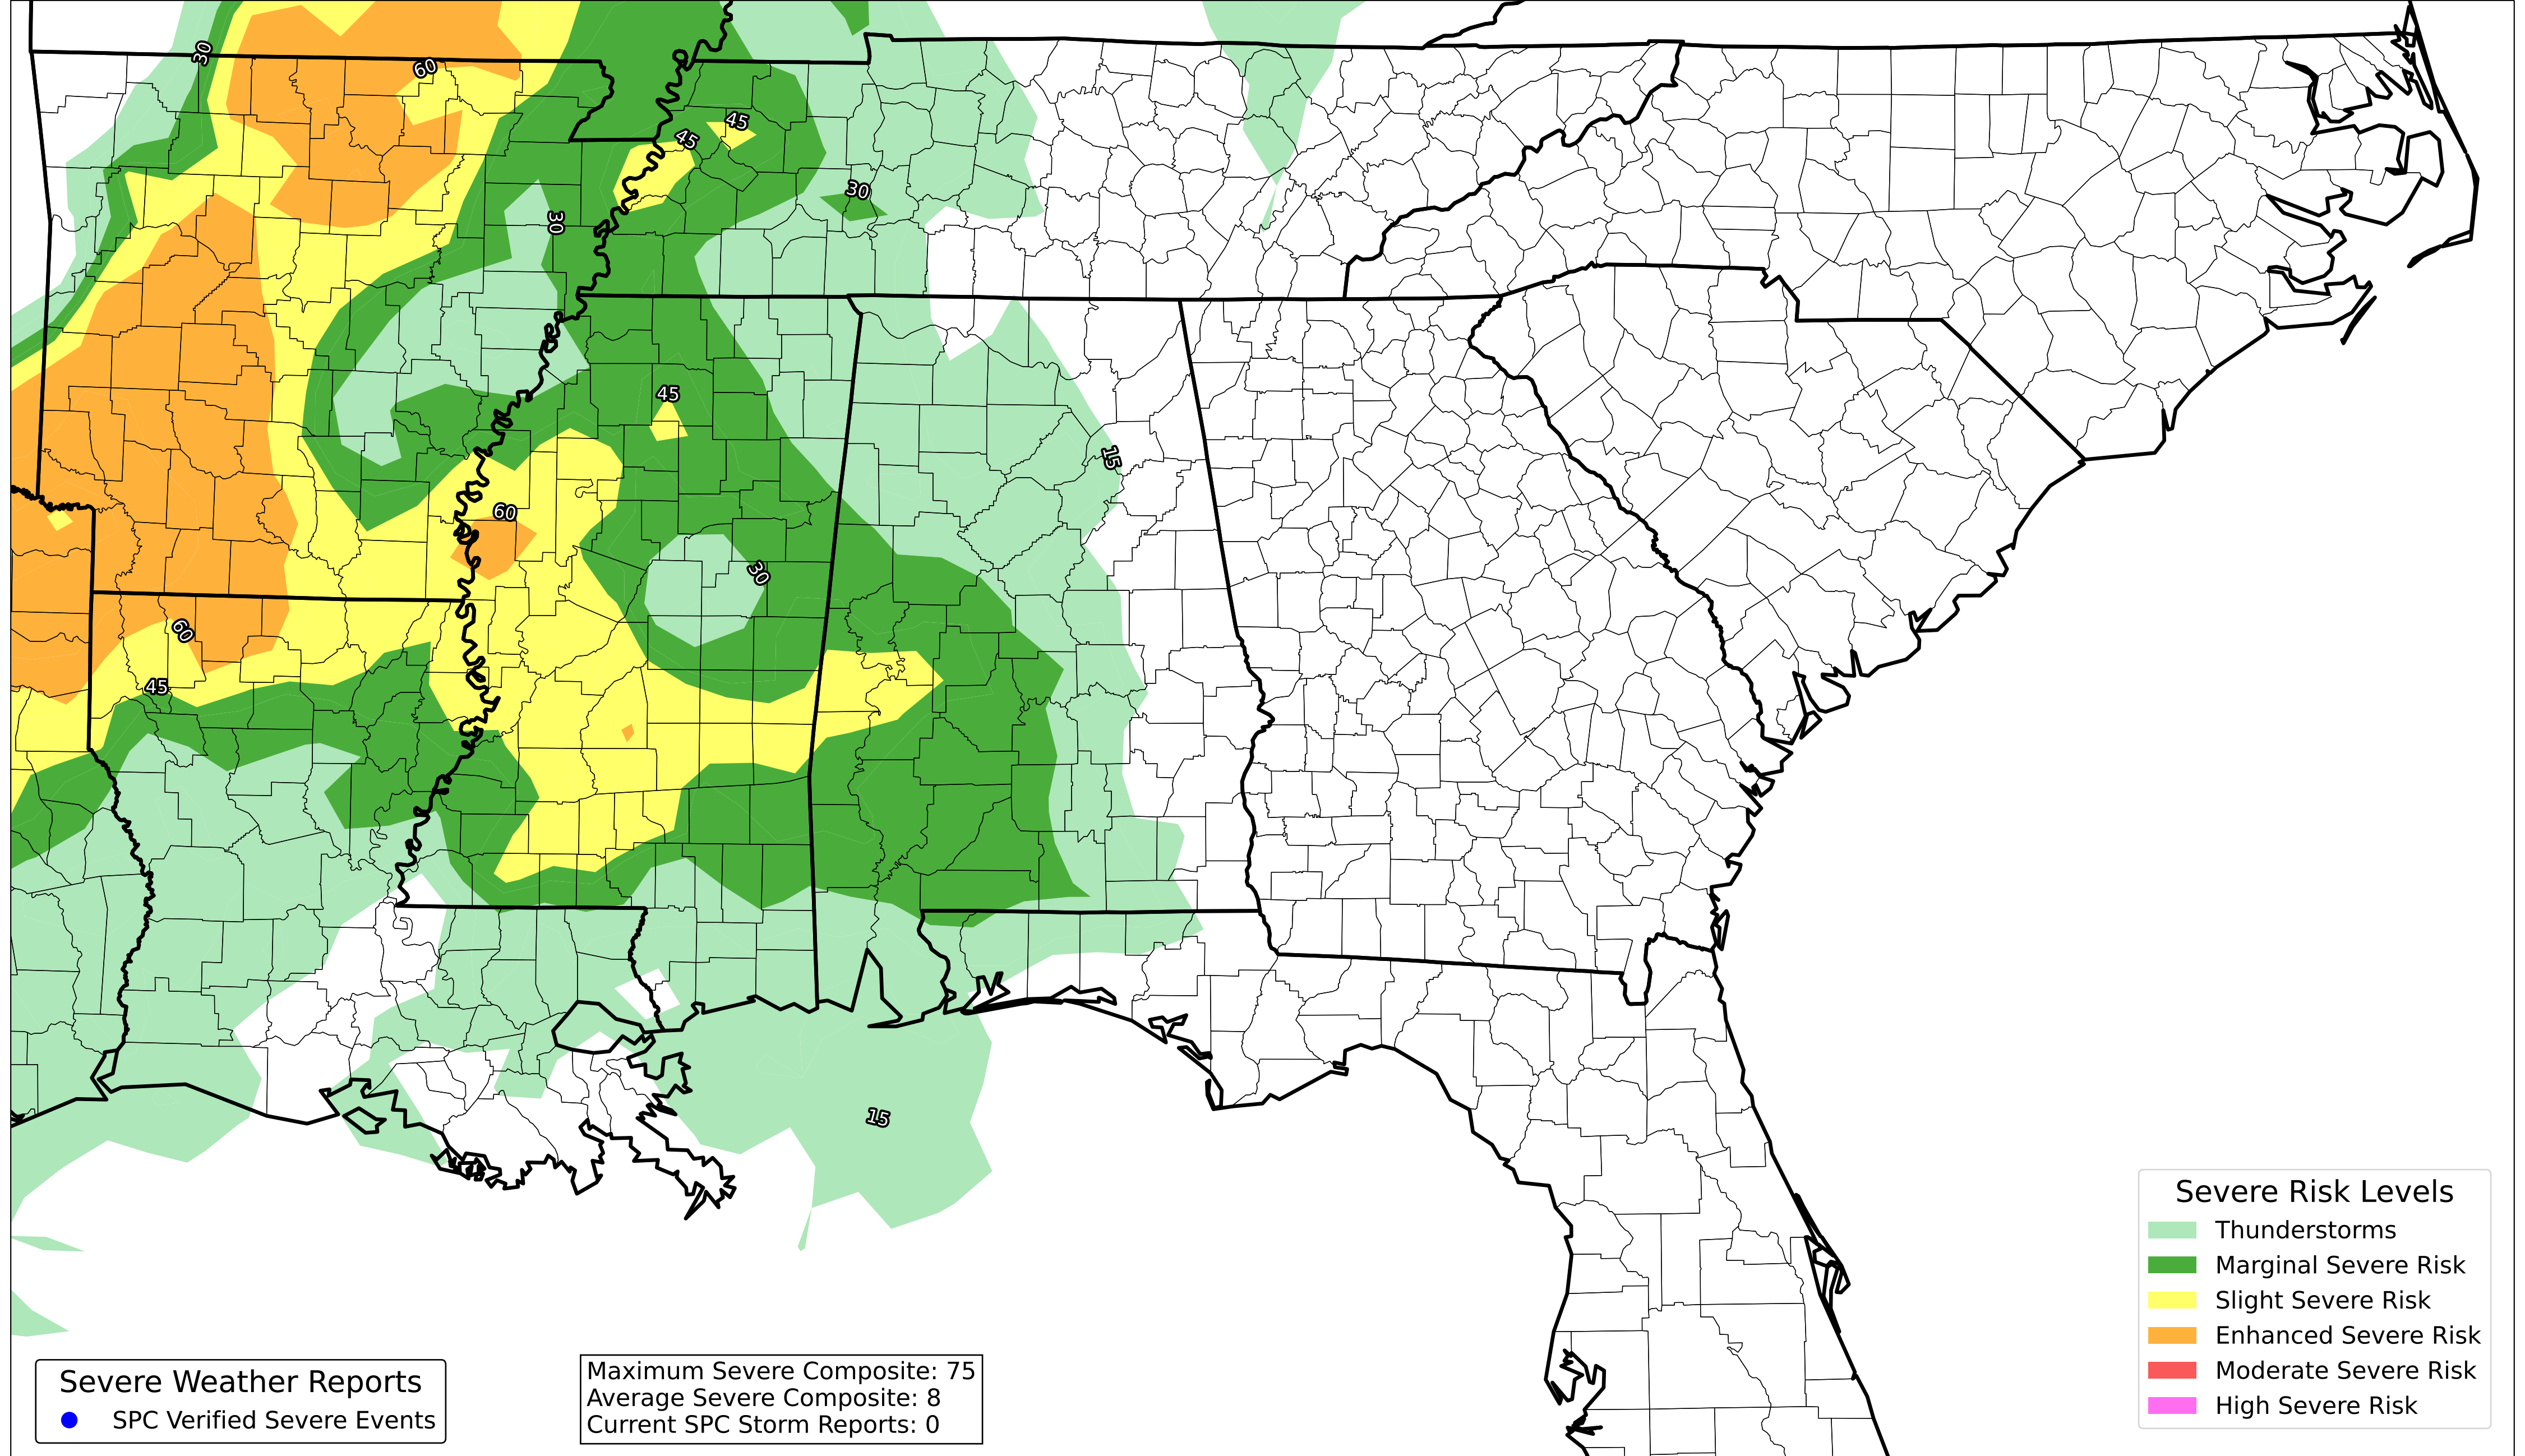 30
60
45
45
30
30
45
15
60
30
60
45
15
Severe Risk Levels
Thunderstorms
Marginal Severe Risk
Slight Severe Risk
Enhanced Severe Risk
Moderate Severe Risk
High Severe Risk
Severe Weather Reports
SPC Verified Severe Events
Maximum Severe Composite: 75
Average Severe Composite: 8
Current SPC Storm Reports: 0